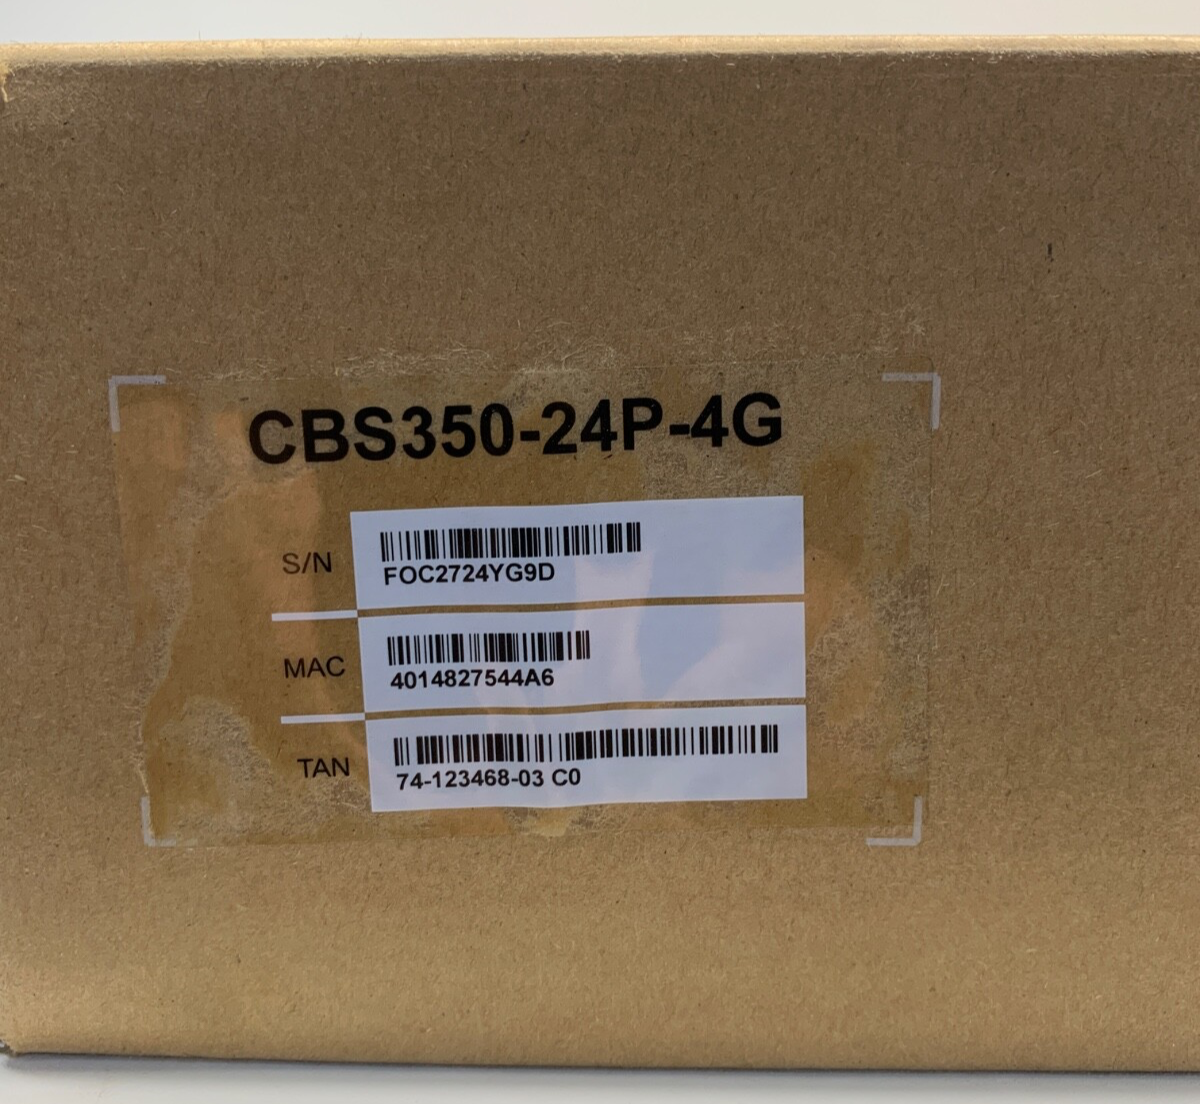 CBS350-24P-4G
S/N FOC2724YG9D
MAC 4014827544A6
TAN 74-123468-03 C0